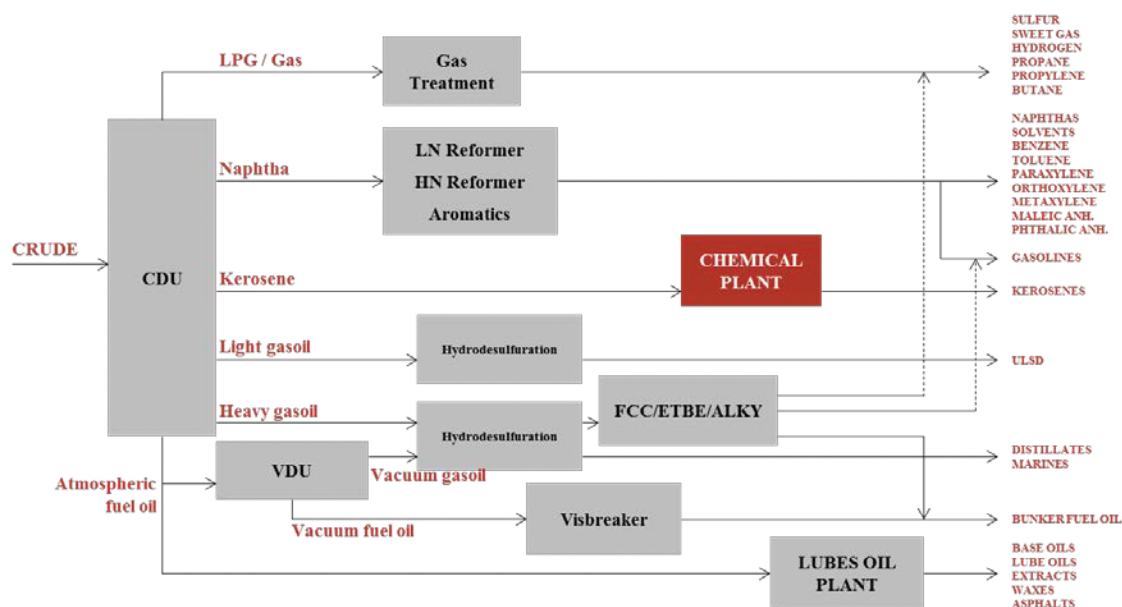 SULFUR
SWEET GAS
HYDROGEN
PROPANE
PROPYLENE
BUTANE
LPG / Gas
Gas
Treatment
NAPHTHAS
SOLVENTS
BENZENE
TOLUENE
PARAXYLENE
ORTHOXYLENE
METAXYLENE
MALEIC ANH.
PHTHALIC ANH.
Naphtha
LN Reformer
HN Reformer
Aromatics
CRUDE
CDU
CHEMICAL
PLANT
GASOLINES
Kerosene
KEROSENES
Light gasoil
Hydrodesulfuration
ULSD
Heavy gasoil
Hydrodesulfuration
FCC/ETBE/ALKY
VDU
Vacuum gasoil
DISTILLATES
MARINES
Atmospheric
fuel oil
Vacuum fuel oil
Visbreaker
BUNKER FUEL OIL
LUBES OIL
PLANT
BASE OILS
LUBE OILS
EXTRACTS
WAXES
ASPHALTS